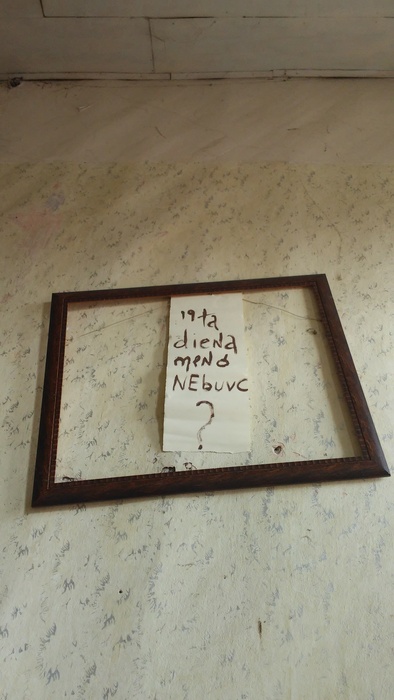 19ta
dieNa
meNo
NEbuvo
?